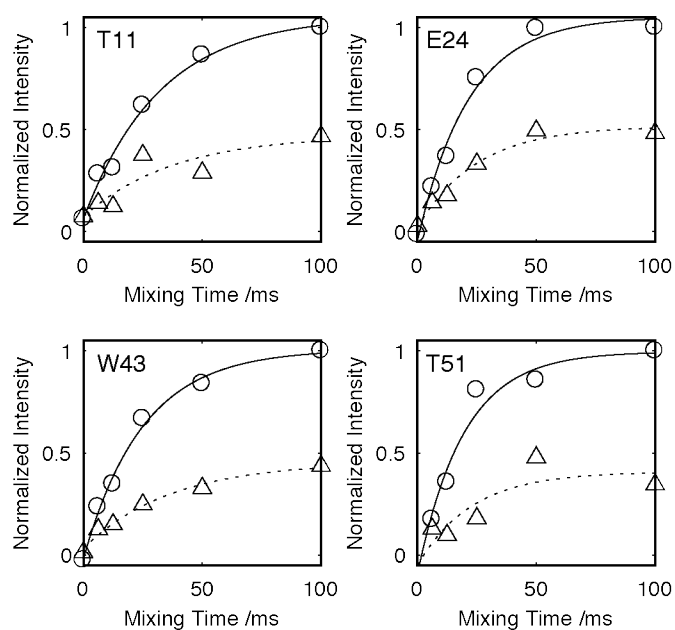 T11
Normalized Intensity
1
0.5
0
0 50 100
Mixing Time /ms
E24
Normalized Intensity
1
0.5
0
0 50 100
Mixing Time /ms
W43
Normalized Intensity
1
0.5
0
0 50 100
Mixing Time /ms
T51
Normalized Intensity
1
0.5
0
0 50 100
Mixing Time /ms